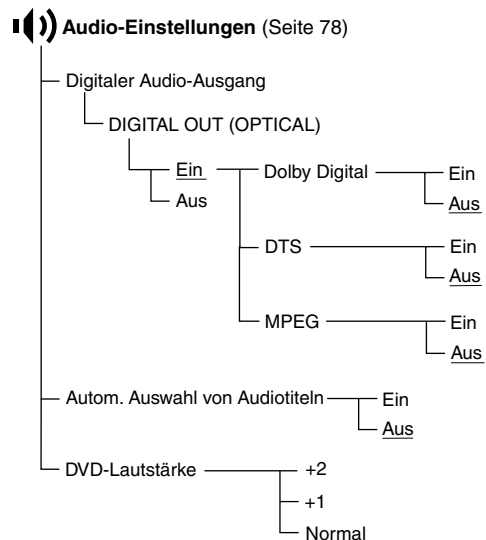 Audio-Einstellungen (Seite 78)
Digitaler Audio-Ausgang
DIGITAL OUT (OPTICAL)
Ein Dolby Digital Ein
Aus Aus
DTS Ein
Aus
MPEG Ein
Aus
Autom. Auswahl von Audiotiteln Ein
Aus
DVD-Lautstärke +2
+1
Normal